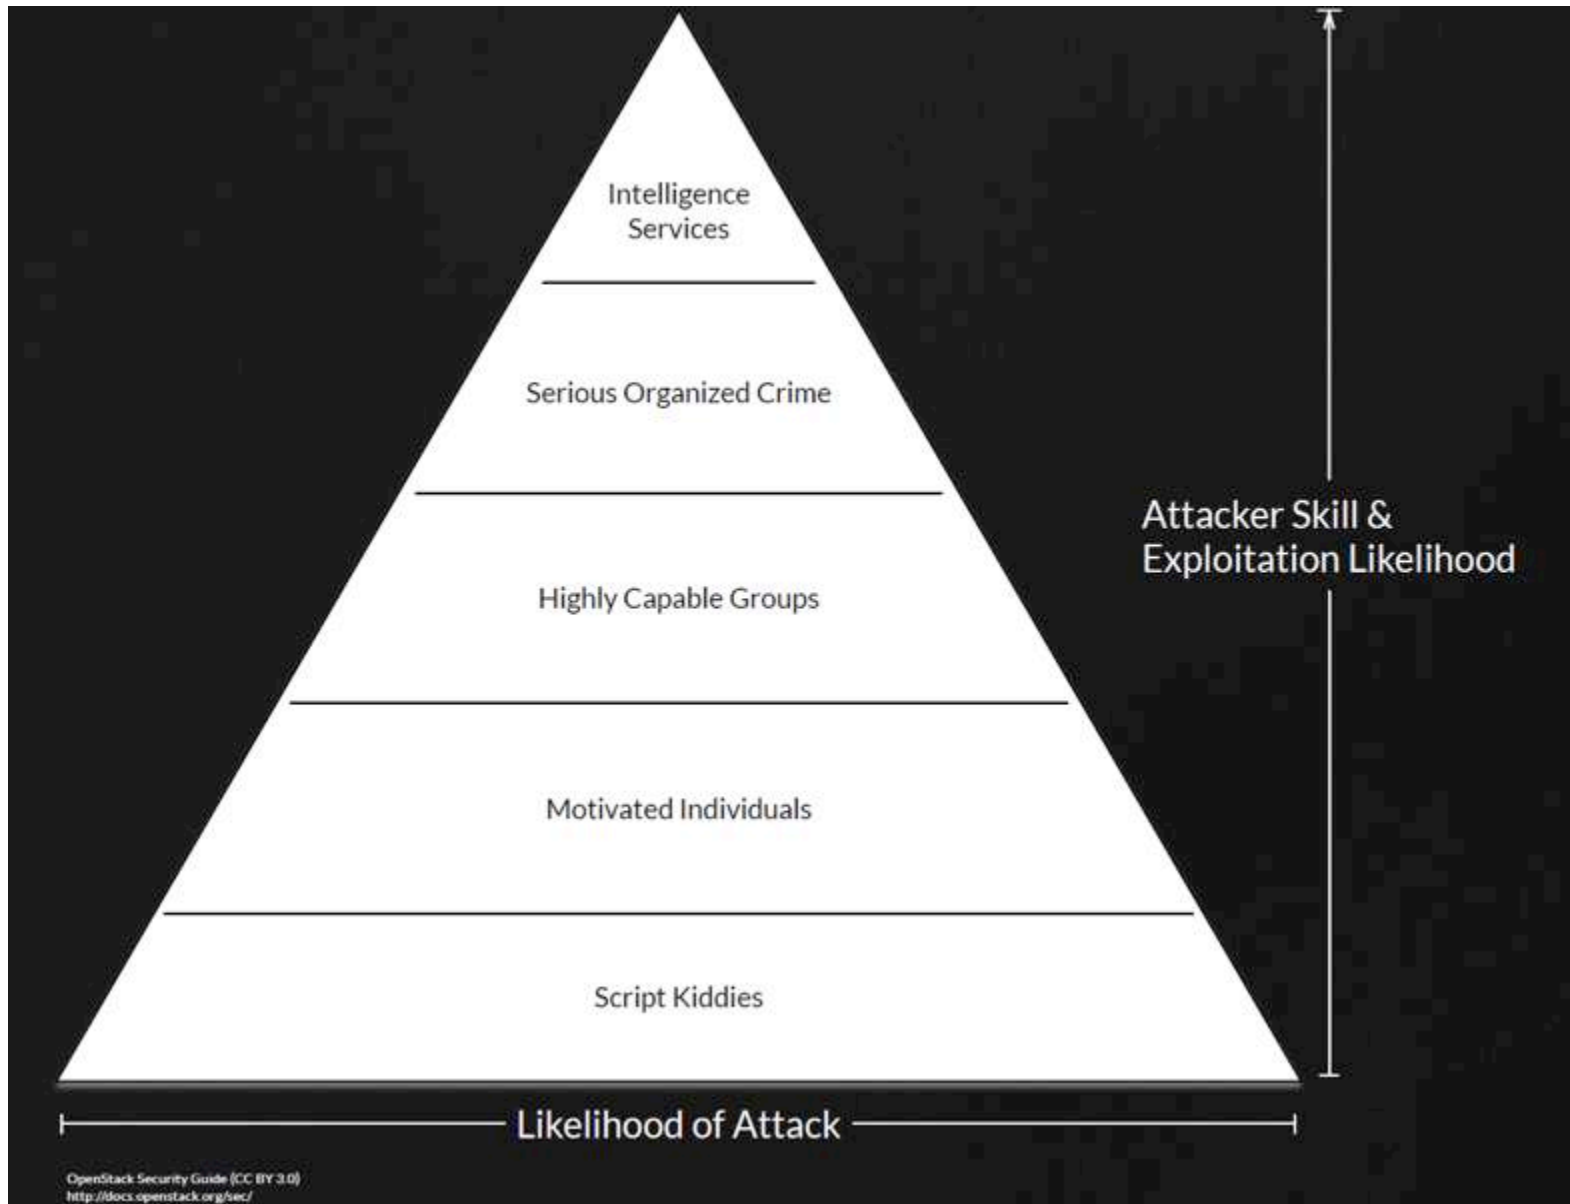 Intelligence
Services
Serious Organized Crime
Highly Capable Groups
Motivated Individuals
Script Kiddies
Attacker Skill &
Exploitation Likelihood
Likelihood of Attack
OpenStack Security Guide (CC BY 3.0)
http://docs.openstack.org/sec/